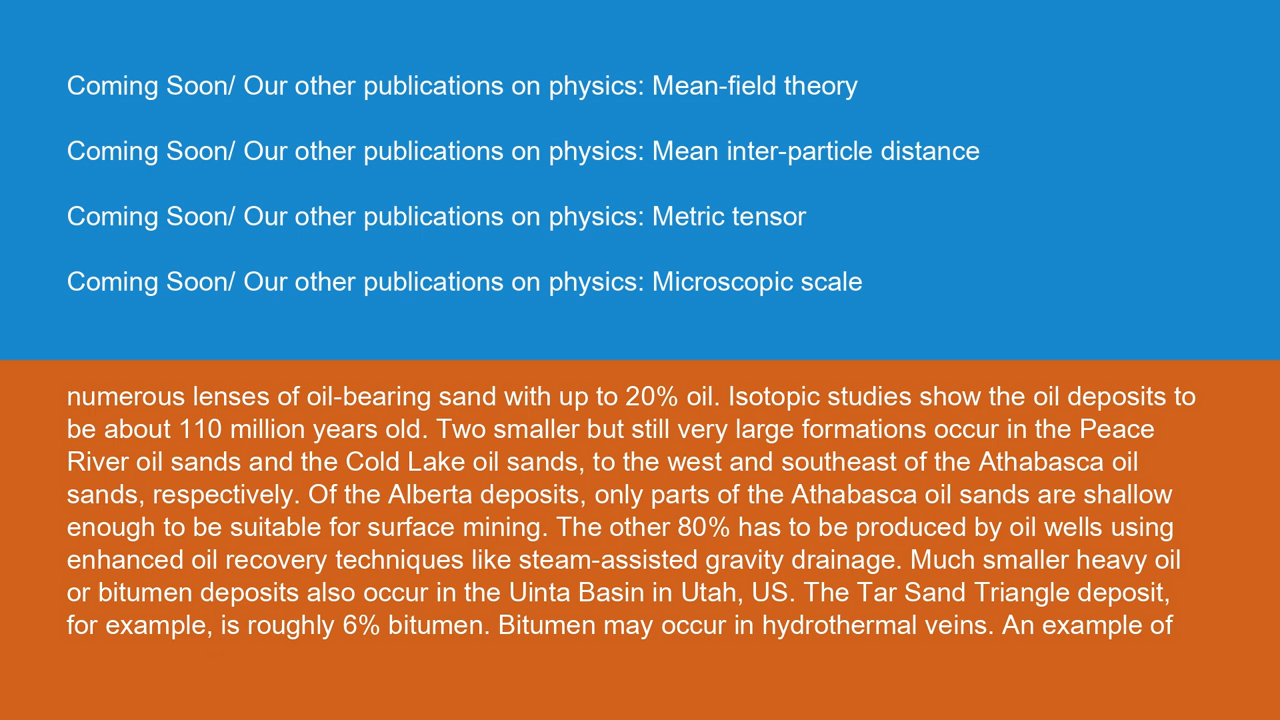 Coming Soon/ Our other publications on physics: Mean-field theory
Coming Soon/ Our other publications on physics: Mean inter-particle distance
Coming Soon/ Our other publications on physics: Metric tensor
Coming Soon/ Our other publications on physics: Microscopic scale
numerous lenses of oil-bearing sand with up to 20% oil. Isotopic studies show the oil deposits to
be about 110 million years old. Two smaller but still very large formations occur in the Peace
River oil sands and the Cold Lake oil sands, to the west and southeast of the Athabasca oil
sands, respectively. Of the Alberta deposits, only parts of the Athabasca oil sands are shallow
enough to be suitable for surface mining. The other 80% has to be produced by oil wells using
enhanced oil recovery techniques like steam-assisted gravity drainage. Much smaller heavy oil
or bitumen deposits also occur in the Uinta Basin in Utah, US. The Tar Sand Triangle deposit,
for example, is roughly 6% bitumen. Bitumen may occur in hydrothermal veins. An example of